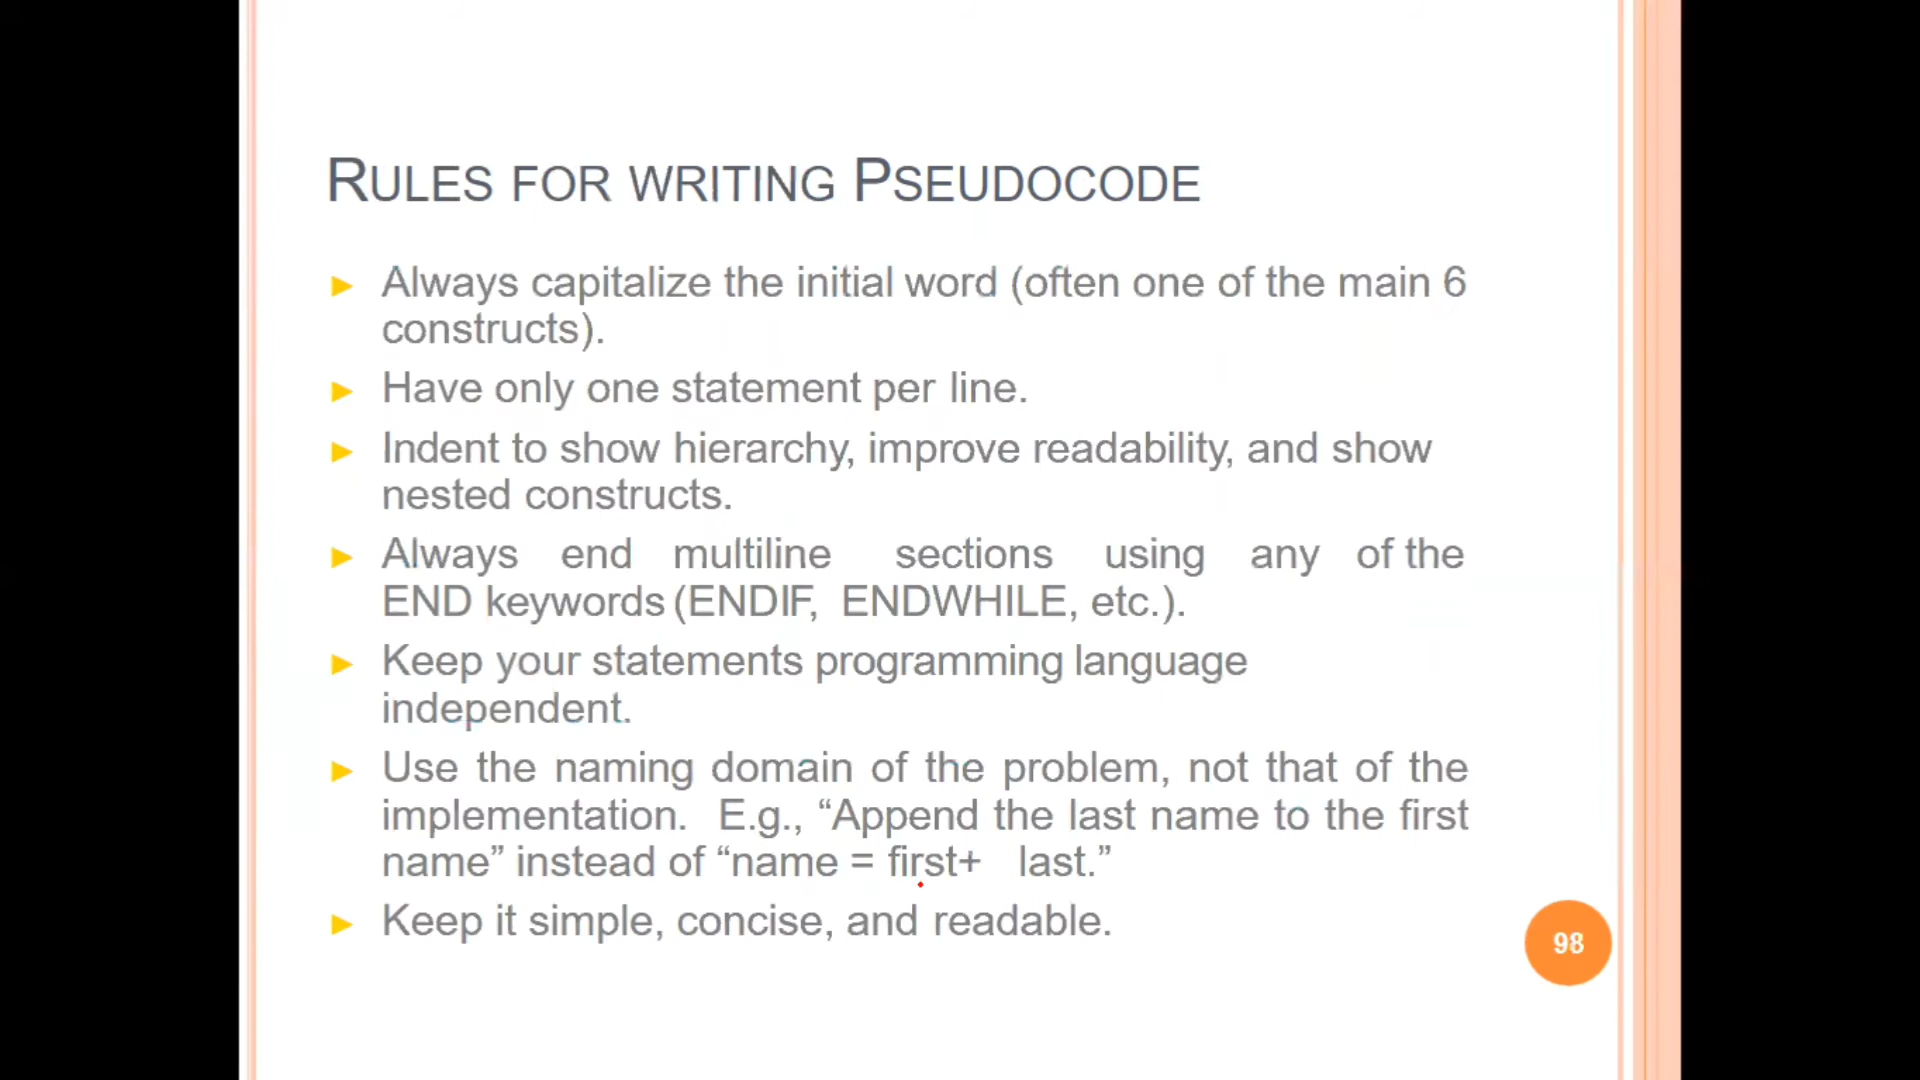 RULES FOR WRITING PSEUDOCODE
Always capitalize the initial word (often one of the main 6
constructs).
Have only one statement per line.
Indent to show hierarchy, improve readability, and show
nested constructs.
Always end multiline sections using any of the
END keywords (ENDIF, ENDWHILE, etc.).
Keep your statements programming language
independent.
Use the naming domain of the problem, not that of the
implementation. E.g., “Append the last name to the first
name” instead of “name = first+ last.”
Keep it simple, concise, and readable.
98